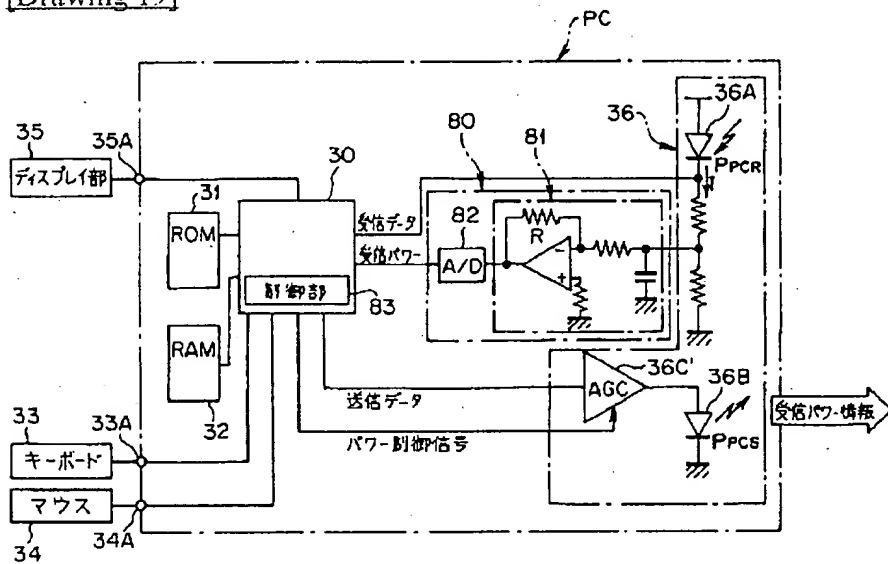 [Drawing 19]
PC
36A
36
80
81
PPCR
35
35A
30
ディスプレイ部
31
82
受信データ
ROM
R
受信パワー
A/D
制御部
83
RAM
36C'
AGC
36B
送信データ
32
33
33A
受信パワー情報
PPCS
キーボード
パワー制御信号
マウス
34
34A